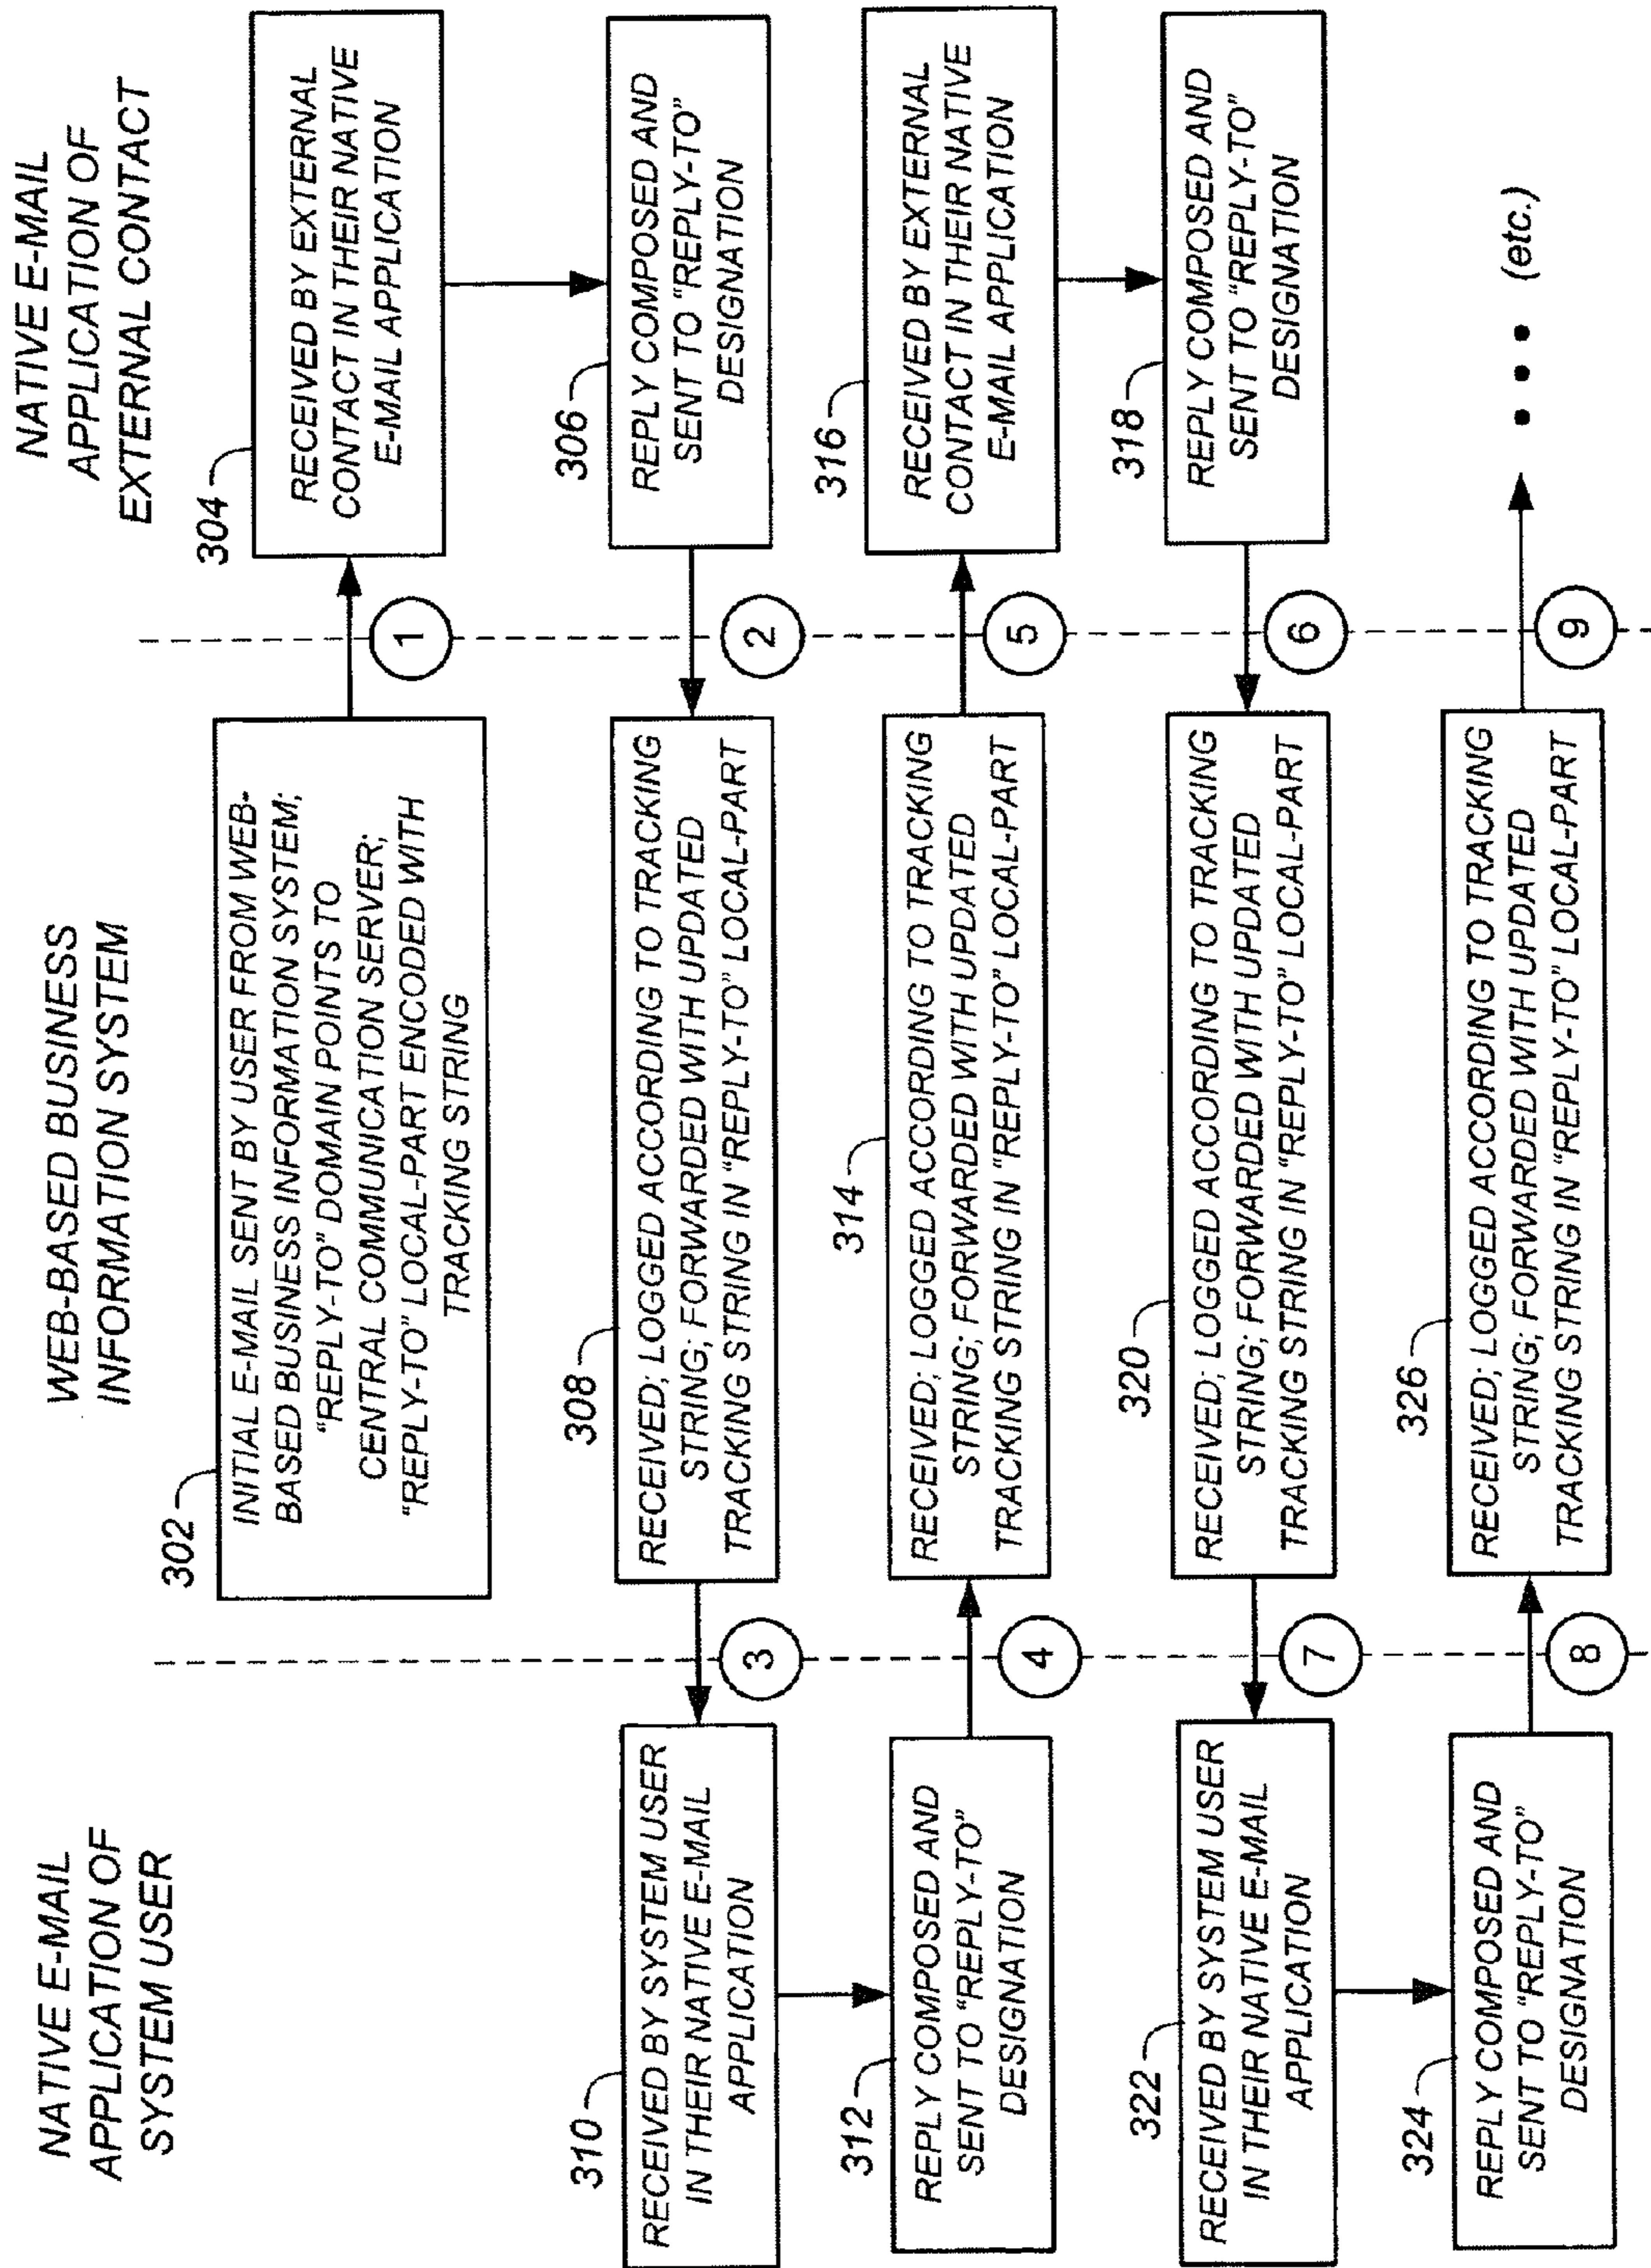 NATIVE E-MAIL
APPLICATION OF
SYSTEM USER
WEB-BASED BUSINESS
INFORMATION SYSTEM
NATIVE E-MAIL
APPLICATION OF
EXTERNAL CONTACT
302
INITIAL E-MAIL SENT BY USER FROM WEB-
BASED BUSINESS INFORMATION SYSTEM;
"REPLY-TO" DOMAIN POINTS TO
CENTRAL COMMUNICATION SERVER;
"REPLY-TO" LOCAL-PART ENCODED WITH
TRACKING STRING
1
304
RECEIVED BY EXTERNAL
CONTACT IN THEIR NATIVE
E-MAIL APPLICATION
306
REPLY COMPOSED AND
SENT TO "REPLY-TO"
DESIGNATION
2
308
RECEIVED; LOGGED ACCORDING TO TRACKING
STRING; FORWARDED WITH UPDATED
TRACKING STRING IN "REPLY-TO" LOCAL-PART
3
310
RECEIVED BY SYSTEM USER
IN THEIR NATIVE E-MAIL
APPLICATION
312
REPLY COMPOSED AND
SENT TO "REPLY-TO"
DESIGNATION
4
314
RECEIVED; LOGGED ACCORDING TO TRACKING
STRING; FORWARDED WITH UPDATED
TRACKING STRING IN "REPLY-TO" LOCAL-PART
5
316
RECEIVED BY EXTERNAL
CONTACT IN THEIR NATIVE
E-MAIL APPLICATION
318
REPLY COMPOSED AND
SENT TO "REPLY-TO"
DESIGNATION
6
320
RECEIVED; LOGGED ACCORDING TO TRACKING
STRING; FORWARDED WITH UPDATED
TRACKING STRING IN "REPLY-TO" LOCAL-PART
7
322
RECEIVED BY SYSTEM USER
IN THEIR NATIVE E-MAIL
APPLICATION
324
REPLY COMPOSED AND
SENT TO "REPLY-TO"
DESIGNATION
8
326
RECEIVED; LOGGED ACCORDING TO TRACKING
STRING; FORWARDED WITH UPDATED
TRACKING STRING IN "REPLY-TO" LOCAL-PART
9
• • • (etc.)